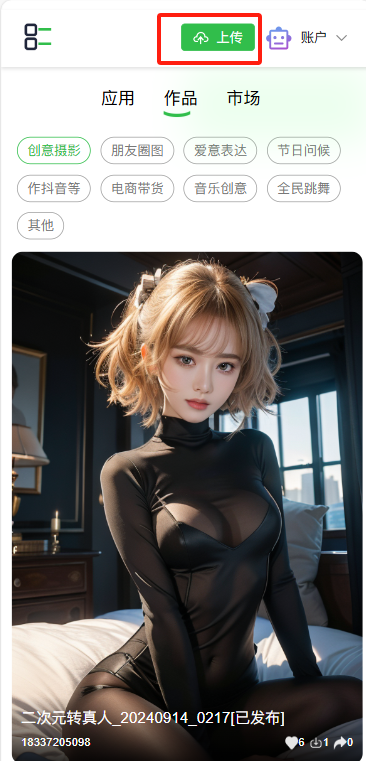 上传 账户
应用 作品 市场
创意摄影 朋友圈图 爱意表达 节日问候
作抖音等 电商带货 音乐创意 全民跳舞
其他
二次元转真人_20240914_0217[已发布]
18337205098 6 1 0